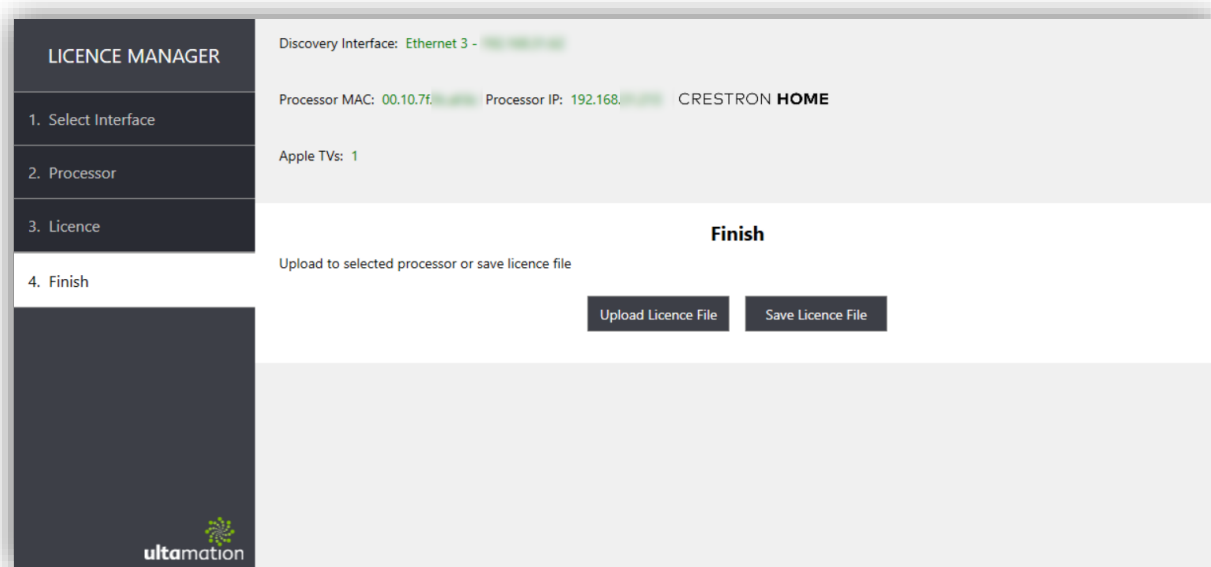 LICENCE MANAGER
1. Select Interface
2. Processor
3. Licence
4. Finish
Discovery Interface: Ethernet 3 -
Processor MAC: 00.10.7f. Processor IP: 192.168. CRESTRON HOME
Apple TVs: 1
Finish
Upload to selected processor or save licence file
Upload Licence File Save Licence File
ultamation